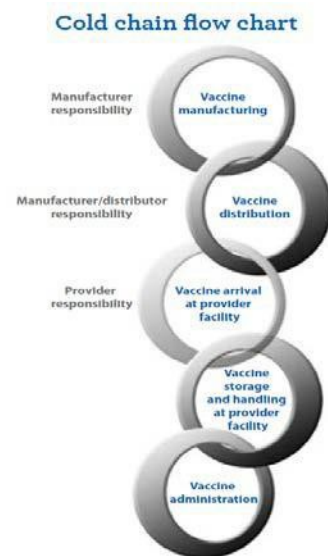 Cold chain flow chart
Manufacturer
responsibility
Vaccine
manufacturing
Manufacturer/distributor
responsibility
Vaccine
distribution
Provider
responsibility
Vaccine arrival
at provider
facility
Vaccine
storage
and handling
at provider
facility
Vaccine
administration